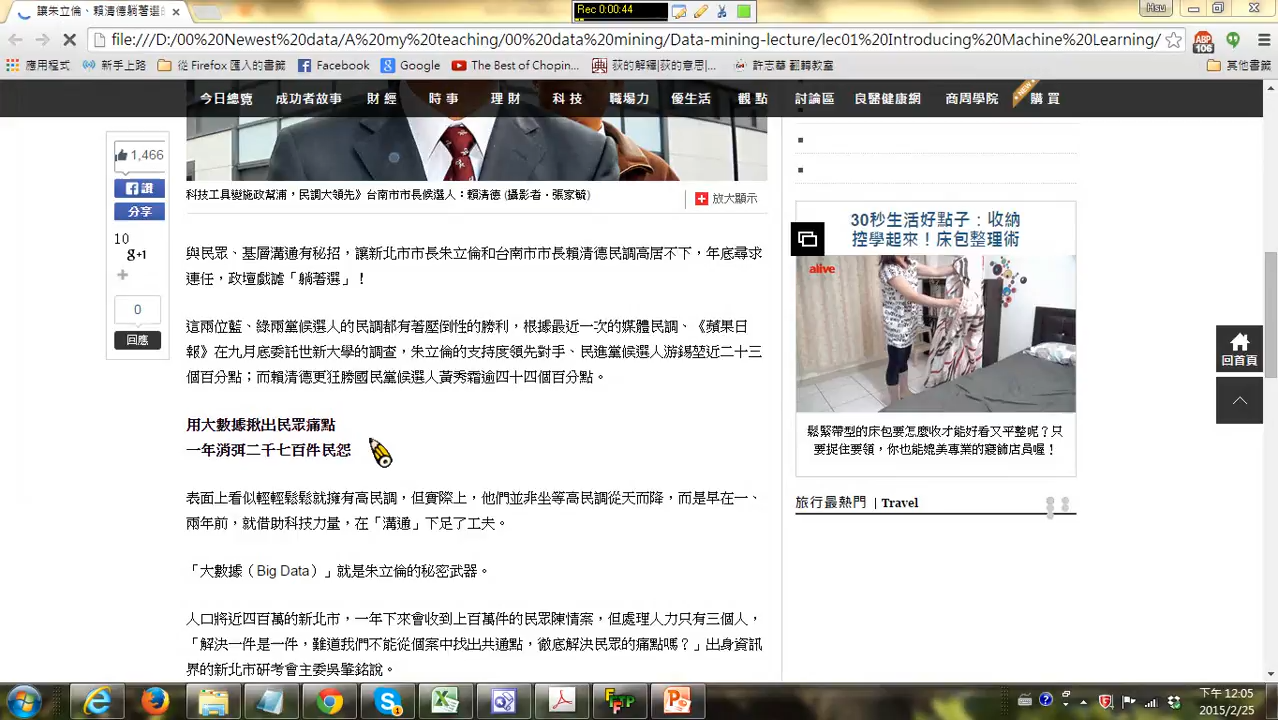 讓朱立倫、賴清德躺著選的
Rec 0:00:44
Hsu
file:///D:/00%20Newest%20data/A%20my%20teaching/00%20data%20mining/Data-mining-lecture/lec01%20Introducing%20Machine%20Learning/
ABP
106
應用程式
新手上路
從 Firefox 匯入的書籤
Facebook
Google
The Best of Chopin...
荻的解釋|荻的意思|...
許志華 翻轉教室
其他書籤
今日總覽 成功者故事 財 經 時 事 理 財 科 技 職場力 優生活 觀 點 討論區 良醫健康網 商周學院 購 買
NEW
1,466
讚
分享
10
g+1
0
回應
科技工具變施政幫浦，民調大領先》台南市市長候選人：賴清德 (攝影者‧張家毓)
放大顯示
與民眾、基層溝通有秘招，讓新北市市長朱立倫和台南市市長賴清德民調高居不下，年底尋求
連任，政壇戲謔「躺著選」！
這兩位藍、綠兩黨候選人的民調都有著壓倒性的勝利，根據最近一次的媒體民調、《蘋果日
報》在九月底委託世新大學的調查，朱立倫的支持度領先對手、民進黨候選人游錫堃近二十三
個百分點；而賴清德更狂勝國民黨候選人黃秀霜逾四十四個百分點。
用大數據揪出民眾痛點
一年消弭二千七百件民怨
表面上看似輕輕鬆鬆就擁有高民調，但實際上，他們並非坐等高民調從天而降，而是早在一、
兩年前，就借助科技力量，在「溝通」下足了工夫。
「大數據（Big Data）」就是朱立倫的秘密武器。
人口將近四百萬的新北市，一年下來會收到上百萬件的民眾陳情案，但處理人力只有三個人，
「解決一件是一件，難道我們不能從個案中找出共通點，徹底解決民眾的痛點嗎？」出身資訊
界的新北市研考會主委吳肇銘說。
30秒生活好點子：收納
控學起來！床包整理術
alive
鬆緊帶型的床包要怎麼收才能好看又平整呢？只
要捉住要領，你也能媲美專業的寢飾店員喔！
旅行最熱門 | Travel
回首頁
下午 12:05
2015/2/25